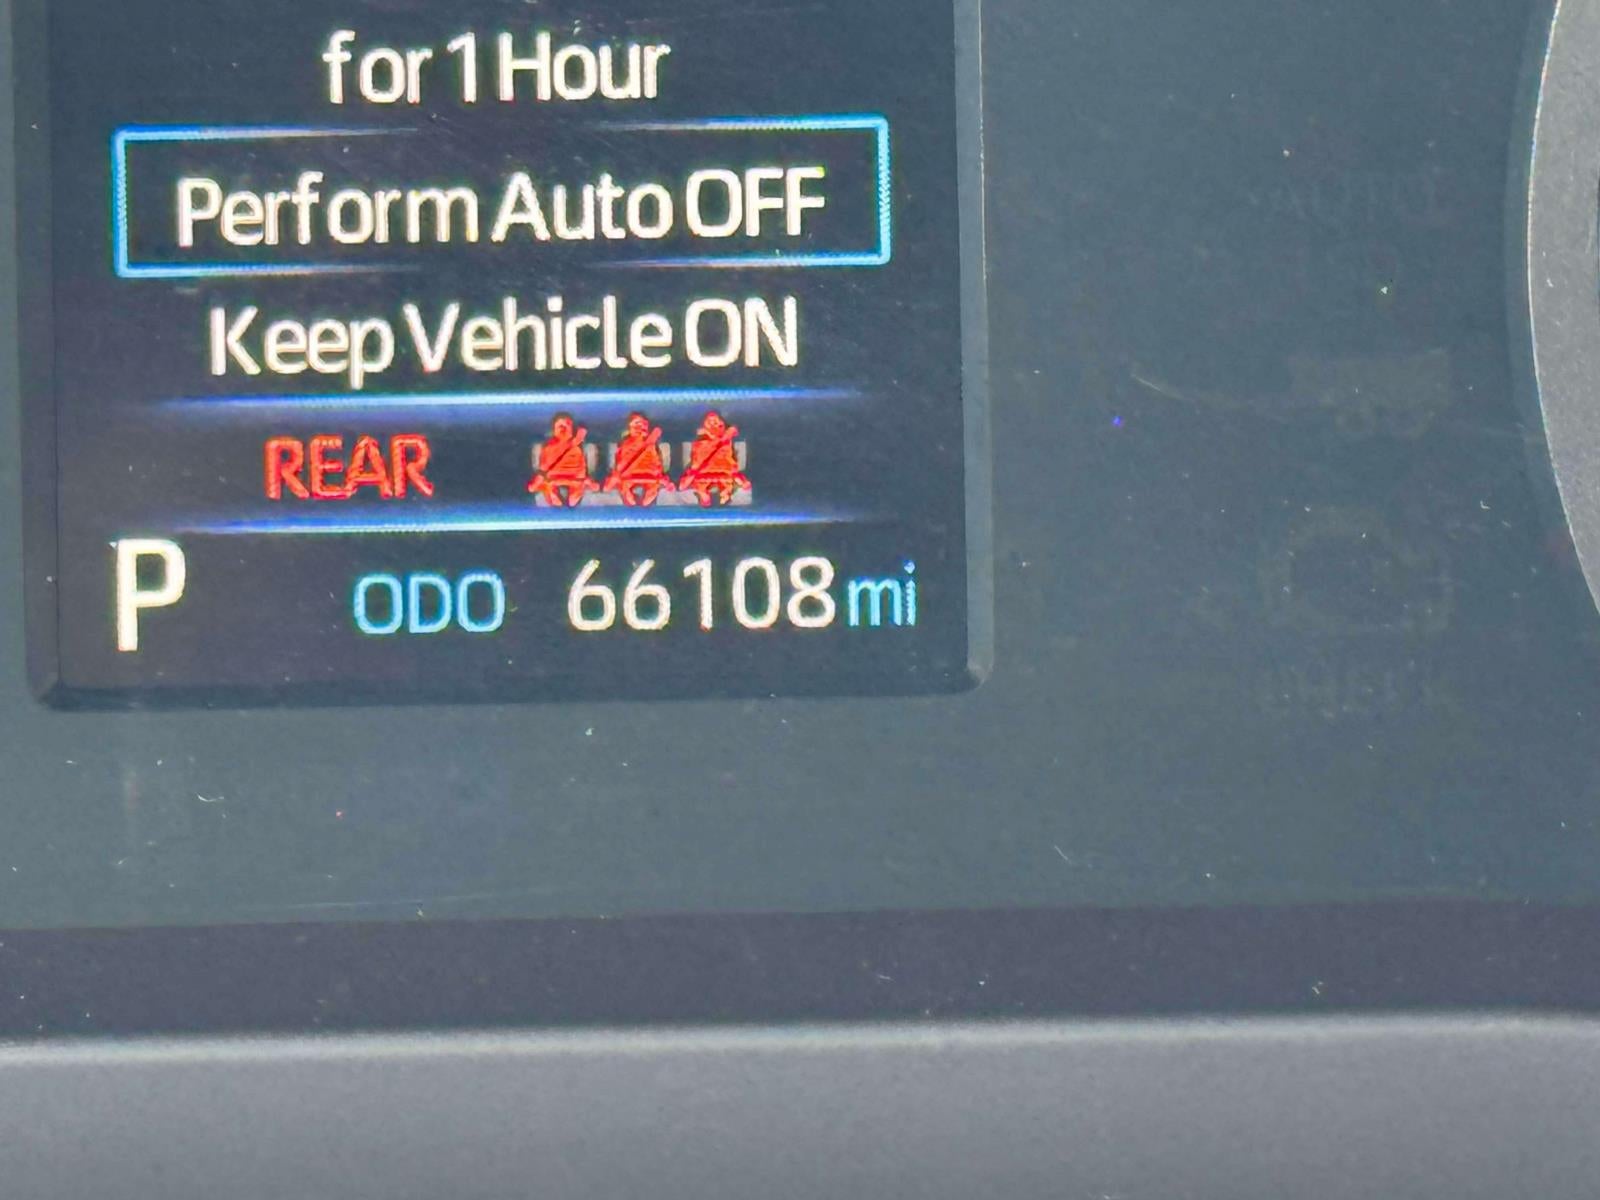 for 1 Hour
Perform Auto OFF
Keep Vehicle ON
REAR
P ODO 66108 mi